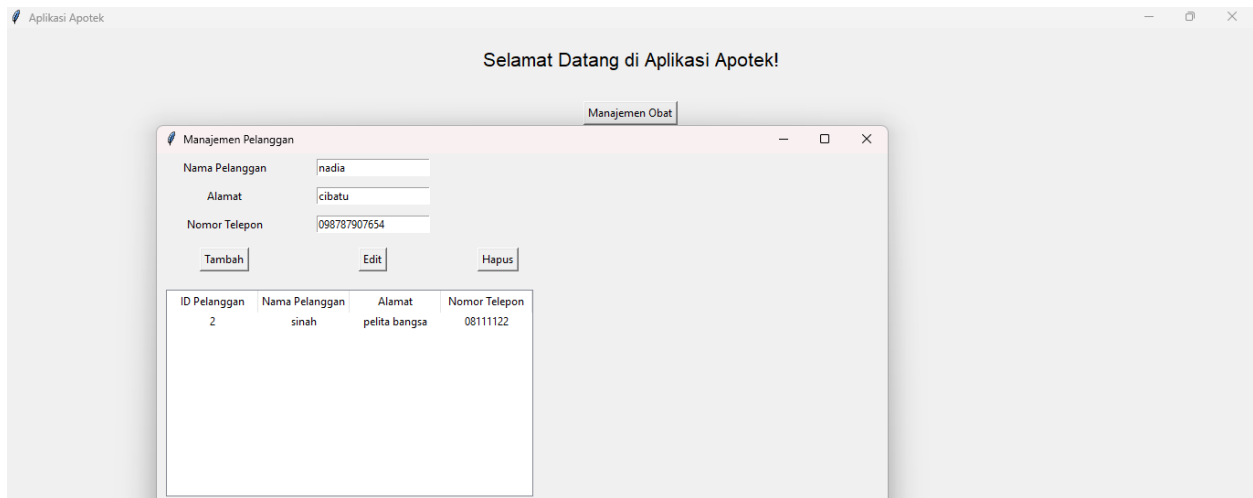 Aplikasi Apotek
Selamat Datang di Aplikasi Apotek!
Manajemen Obat
Manajemen Pelanggan
Nama Pelanggan nadia
Alamat cibatu
Nomor Telepon 098787907654
Tambah Edit Hapus
ID Pelanggan Nama Pelanggan Alamat Nomor Telepon
2 sinah pelita bangsa 08111122